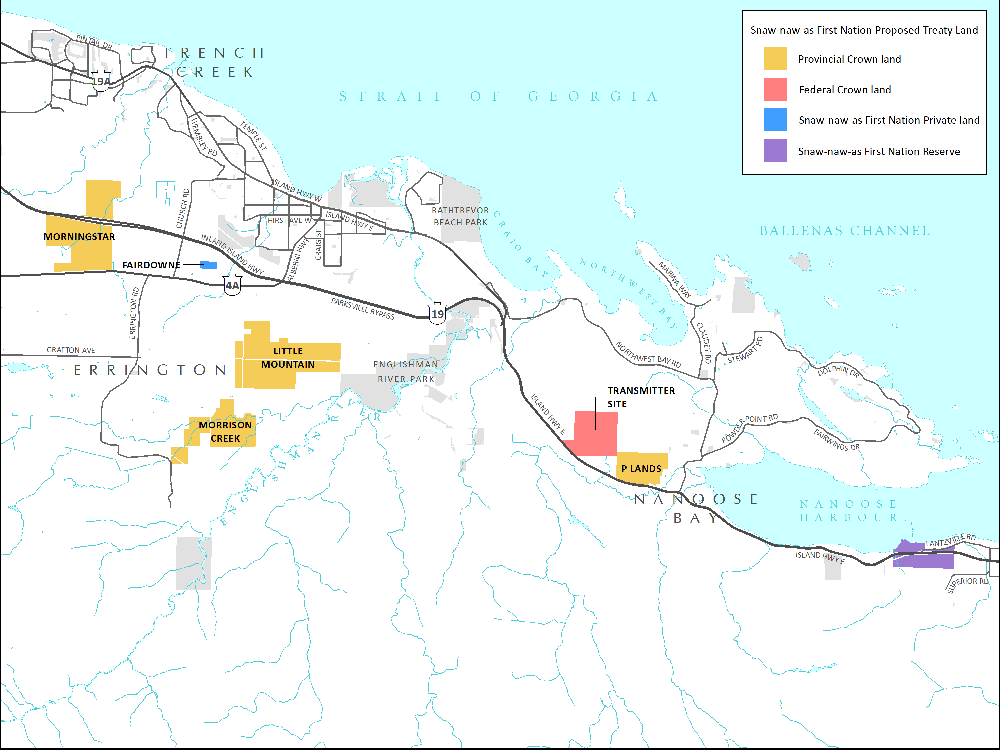 Snaw-naw-as First Nation Proposed Treaty Land
Provincial Crown land
Federal Crown land
Snaw-naw-as First Nation Private land
Snaw-naw-as First Nation Reserve
PINTAIL DR
FRENCH
CREEK
19A
STRAIT OF GEORGIA
WEMBLEY RD
TEMPLE ST
ISLAND HWY W
CHURCH RD
HIRST AVE W
ISLAND HWY E
RATHTREVOR
BEACH PARK
CRAIG BAY
BALLENAS CHANNEL
MORNINGSTAR
INLAND ISLAND HWY
CRAIG ST
ALBERNI HWY
FAIRDOWNE
NORTHWEST BAY
MARINA WAY
4A
ERRINGTON RD
PARKSVILLE BYPASS
19
CLAUDET RD
GRAFTON AVE
LITTLE
MOUNTAIN
NORTHWEST BAY RD
STEWART RD
ERRINGTON
ENGLISHMAN
RIVER PARK
DOLPHIN DR
TRANSMITTER
SITE
ISLAND HWY E
MORRISON
CREEK
ENGLISHMAN RIVER
POWDER POINT RD
FAIRWINDS DR
P LANDS
NANOOSE
BAY
NANOOSE
HARBOUR
LANTZVILLE RD
ISLAND HWY E
SUPERIOR RD